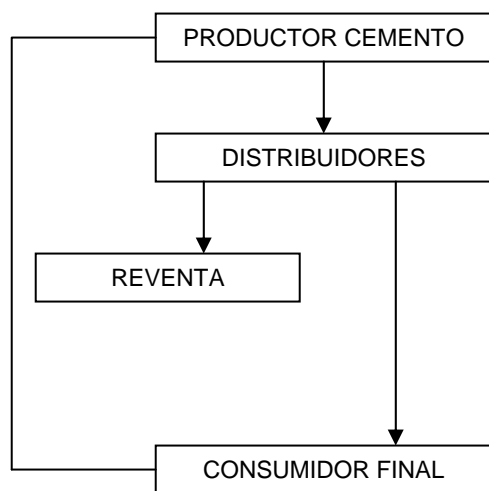 PRODUCTOR CEMENTO
DISTRIBUIDORES
REVENTA
CONSUMIDOR FINAL